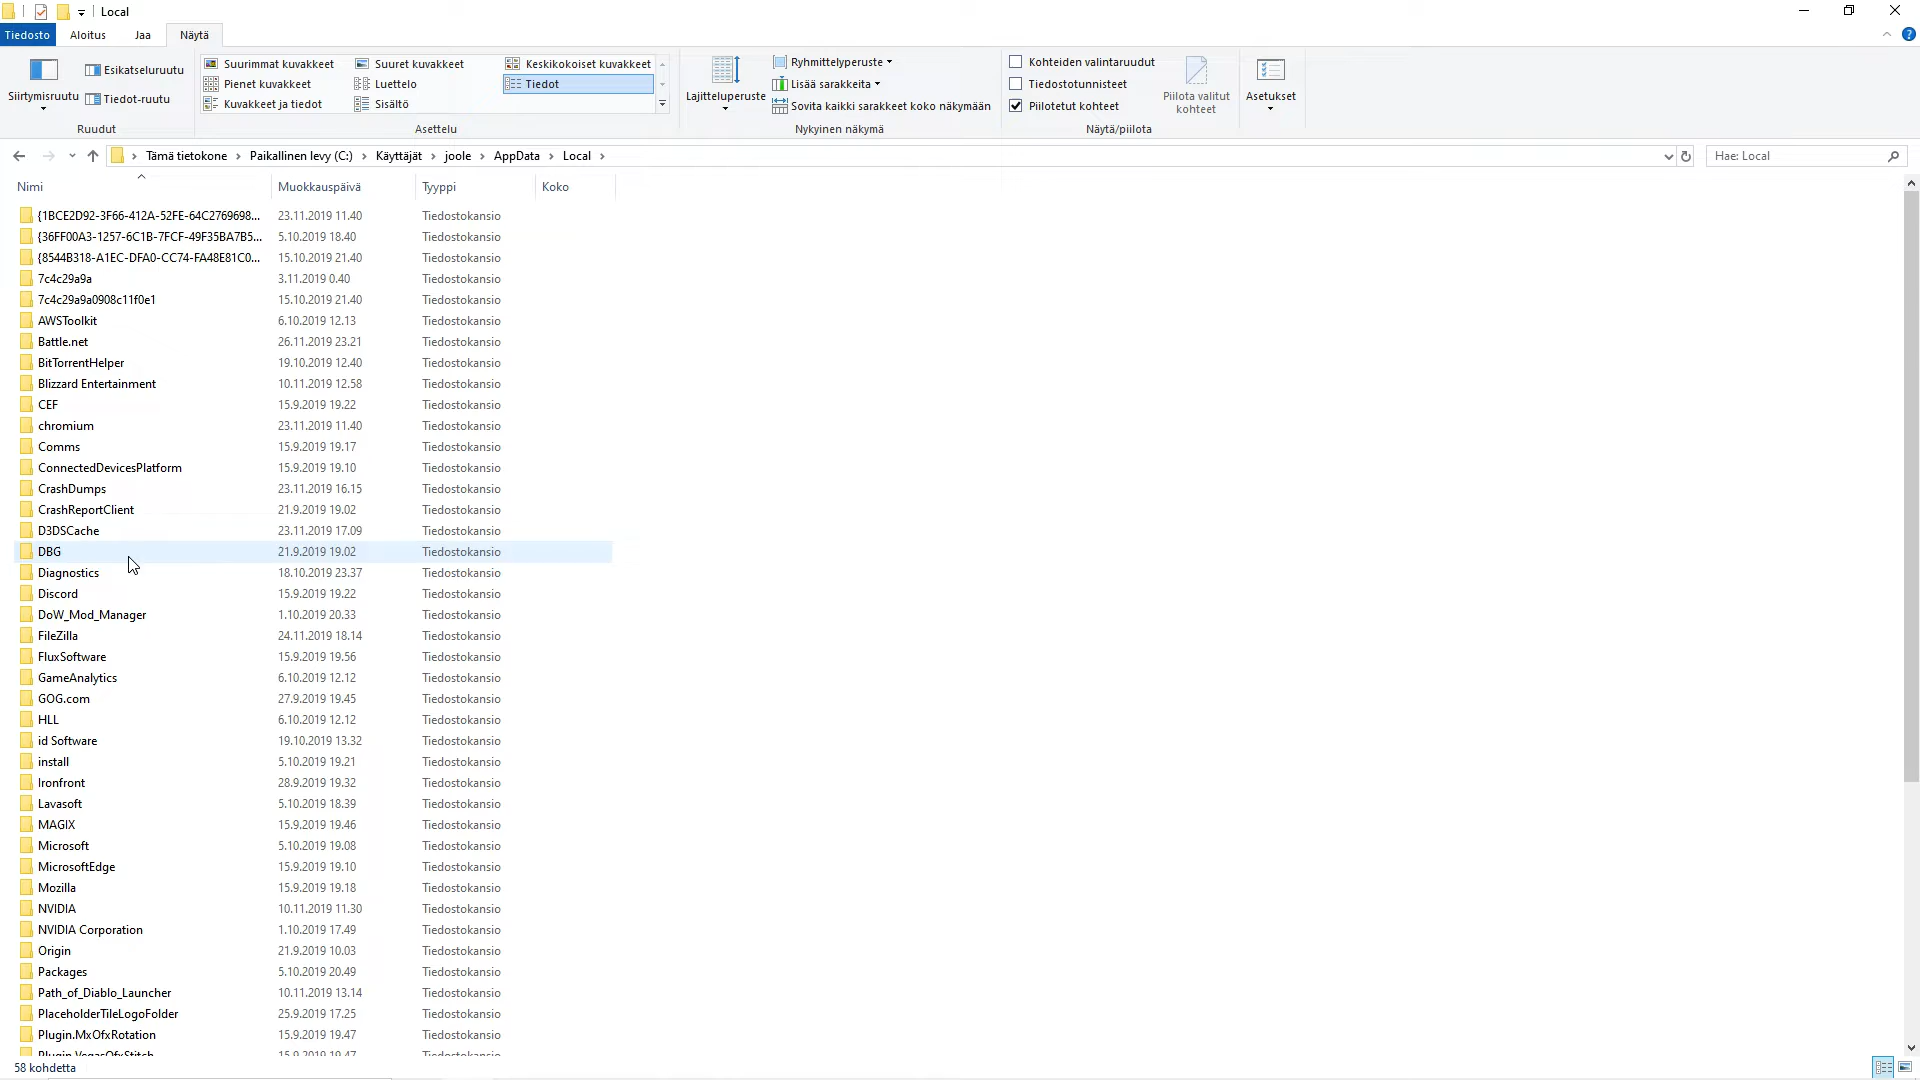 Local
Tiedosto Aloitus Jaa Näytä
Siirtymisruutu
Esikatseluruutu
Tiedot-ruutu
Ruudut
Suurimmat kuvakkeet Suuret kuvakkeet Keskikokoiset kuvakkeet
Pienet kuvakkeet Luettelo Tiedot
Kuvakkeet ja tiedot Sisältö
Asettelu
Lajitteluperuste
Ryhmittelyperuste
Lisää sarakkeita
Sovita kaikki sarakkeet koko näkymään
Nykyinen näkymä
Kohteiden valintaruudut
Tiedostotunnisteet
Piilotetut kohteet
Piilota valitut
kohteet
Näytä/piilota
Asetukset
Tämä tietokone > Paikallinen levy (C:) > Käyttäjät > joole > AppData > Local >
Hae: Local
Nimi Muokkauspäivä Tyyppi Koko
{1BCE2D92-3F66-412A-52FE-64C2769698... 23.11.2019 11.40 Tiedostokansio
{36FF00A3-1257-6C1B-7FCF-49F35BA7B5... 5.10.2019 18.40 Tiedostokansio
{8544B318-A1EC-DFA0-CC74-FA48E81C0... 15.10.2019 21.40 Tiedostokansio
7c4c29a9a 3.11.2019 0.40 Tiedostokansio
7c4c29a9a0908c11f0e1 15.10.2019 21.40 Tiedostokansio
AWSToolkit 6.10.2019 12.13 Tiedostokansio
Battle.net 26.11.2019 23.21 Tiedostokansio
BitTorrentHelper 19.10.2019 12.40 Tiedostokansio
Blizzard Entertainment 10.11.2019 12.58 Tiedostokansio
CEF 15.9.2019 19.22 Tiedostokansio
chromium 23.11.2019 11.40 Tiedostokansio
Comms 15.9.2019 19.17 Tiedostokansio
ConnectedDevicesPlatform 15.9.2019 19.10 Tiedostokansio
CrashDumps 23.11.2019 16.15 Tiedostokansio
CrashReportClient 21.9.2019 19.02 Tiedostokansio
D3DSCache 23.11.2019 17.09 Tiedostokansio
DBG 21.9.2019 19.02 Tiedostokansio
Diagnostics 18.10.2019 23.37 Tiedostokansio
Discord 15.9.2019 19.22 Tiedostokansio
DoW_Mod_Manager 1.10.2019 20.33 Tiedostokansio
FileZilla 24.11.2019 18.14 Tiedostokansio
FluxSoftware 15.9.2019 19.56 Tiedostokansio
GameAnalytics 6.10.2019 12.12 Tiedostokansio
GOG.com 27.9.2019 19.45 Tiedostokansio
HLL 6.10.2019 12.12 Tiedostokansio
id Software 19.10.2019 13.32 Tiedostokansio
install 5.10.2019 19.21 Tiedostokansio
Ironfront 28.9.2019 19.32 Tiedostokansio
Lavasoft 5.10.2019 18.39 Tiedostokansio
MAGIX 15.9.2019 19.46 Tiedostokansio
Microsoft 5.10.2019 19.08 Tiedostokansio
MicrosoftEdge 15.9.2019 19.10 Tiedostokansio
Mozilla 15.9.2019 19.18 Tiedostokansio
NVIDIA 10.11.2019 11.30 Tiedostokansio
NVIDIA Corporation 1.10.2019 17.49 Tiedostokansio
Origin 21.9.2019 10.03 Tiedostokansio
Packages 5.10.2019 20.49 Tiedostokansio
Path_of_Diablo_Launcher 10.11.2019 13.14 Tiedostokansio
PlaceholderTileLogoFolder 25.9.2019 17.25 Tiedostokansio
Plugin.MxOfxRotation 15.9.2019 19.47 Tiedostokansio
Plugin.VegasOfxStitch 15.9.2019 19.47 Tiedostokansio
58 kohdetta